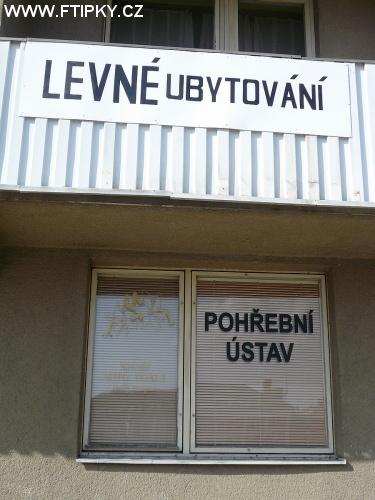 WWW.FTIPKY.CZ
LEVNÉ UBYTOVÁNÍ
POHŘEBNÍ
ÚSTAV